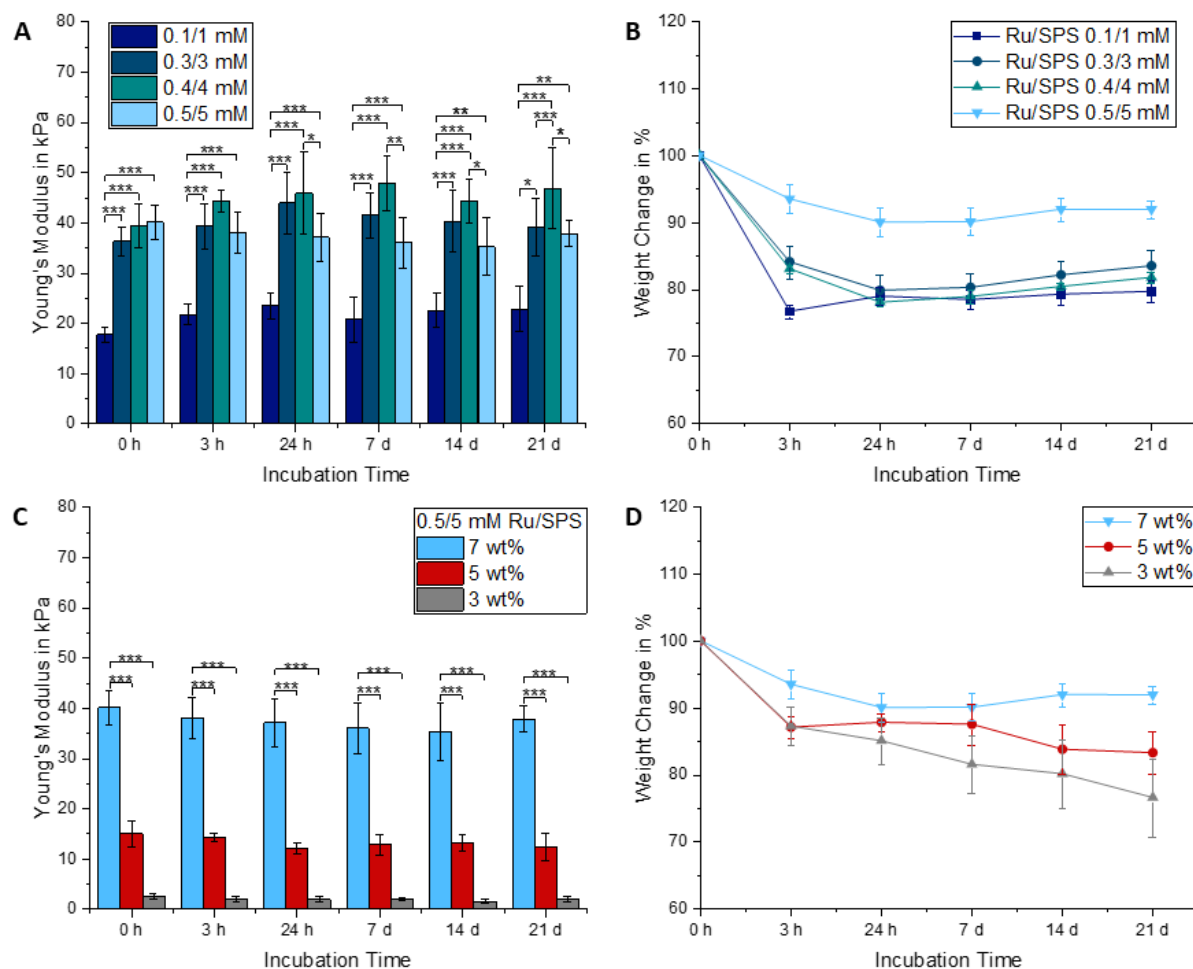 A
80
70
60
50
40
30
20
10
0
Young's Modulus in kPa
0.1/1 mM
0.3/3 mM
0.4/4 mM
0.5/5 mM
***
***
***
***
***
***
***
***
***
*
***
***
***
**
**
***
***
***
*
**
***
***
*
*
0 h
3 h
24 h
7 d
14 d
21 d
Incubation Time
B
120
110
100
90
80
70
60
Weight Change in %
Ru/SPS 0.1/1 mM
Ru/SPS 0.3/3 mM
Ru/SPS 0.4/4 mM
Ru/SPS 0.5/5 mM
0 h
3 h
24 h
7 d
14 d
21 d
Incubation Time
C
80
70
60
50
40
30
20
10
0
Young's Modulus in kPa
0.5/5 mM Ru/SPS
7 wt%
5 wt%
3 wt%
***
***
***
***
***
***
***
***
***
***
***
***
0 h
3 h
24 h
7 d
14 d
21 d
Incubation Time
D
120
110
100
90
80
70
60
Weight Change in %
7 wt%
5 wt%
3 wt%
0 h
3 h
24 h
7 d
14 d
21 d
Incubation Time